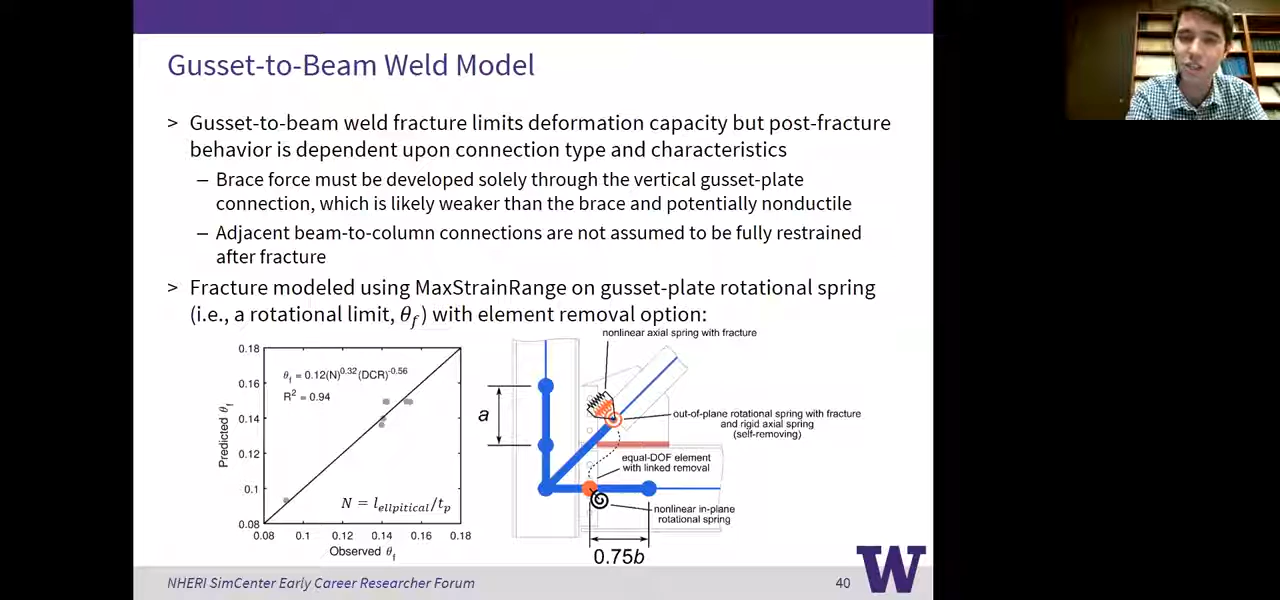 Gusset-to-Beam Weld Model
> Gusset-to-beam weld fracture limits deformation capacity but post-fracture
behavior is dependent upon connection type and characteristics
– Brace force must be developed solely through the vertical gusset-plate
connection, which is likely weaker than the brace and potentially nonductile
– Adjacent beam-to-column connections are not assumed to be fully restrained
after fracture
> Fracture modeled using MaxStrainRange on gusset-plate rotational spring
(i.e., a rotational limit, θf) with element removal option:
0.18
0.16
0.14
0.12
0.1
0.08
Predicted θf
θf = 0.12(N)^0.32(DCR)^-0.56
R² = 0.94
N = lellpitical/tp
0.08 0.1 0.12 0.14 0.16 0.18
Observed θf
nonlinear axial spring with fracture
a
out-of-plane rotational spring with fracture
and rigid axial spring
(self-removing)
equal-DOF element
with linked removal
nonlinear in-plane
rotational spring
0.75b
NHERI SimCenter Early Career Researcher Forum
40
W